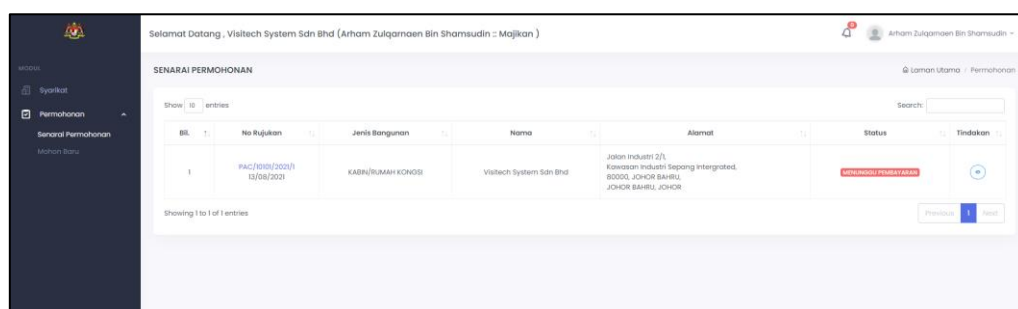 Selamat Datang , Visitech System Sdn Bhd (Arham Zulqarnaen Bin Shamsudin :: Majikan )
0
Arham Zulqarnaen Bin Shamsudin
MODUL
Syarikat
Permohonan
Senarai Permohonan
Mohon Baru
SENARAI PERMOHONAN
Laman Utama / Permohonan
Show 10 entries
Search:
Bil. No Rujukan Jenis Bangunan Nama Alamat Status Tindakan
1 PAC/10101/2021/1 KABIN/RUMAH KONGSI Visitech System Sdn Bhd MENUNGGU PEMBAYARAN
13/08/2021
Jalan Industri 2/1,
Kawasan Industri Sepang Intergrated,
80000, JOHOR BAHRU,
JOHOR BAHRU, JOHOR
Showing 1 to 1 of 1 entries
Previous 1 Next